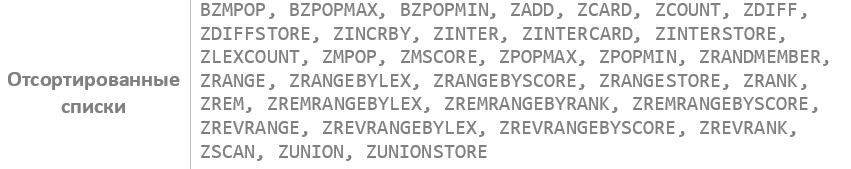 Отсортированные
списки
BZMPOP, BZPOPMAX, BZPOPMIN, ZADD, ZCARD, ZCOUNT, ZDIFF,
ZDIFFSTORE, ZINCRBY, ZINTER, ZINTERCARD, ZINTERSTORE,
ZLEXCOUNT, ZMPOP, ZMSCORE, ZPOPMAX, ZPOPMIN, ZRANDMEMBER,
ZRANGE, ZRANGEBYLEX, ZRANGEBYSCORE, ZRANGESTORE, ZRANK,
ZREM, ZREMRANGEBYLEX, ZREMRANGEBYRANK, ZREMRANGEBYSCORE,
ZREVRANGE, ZREVRANGEBYLEX, ZREVRANGEBYSCORE, ZREVRANK,
ZSCAN, ZUNION, ZUNIONSTORE